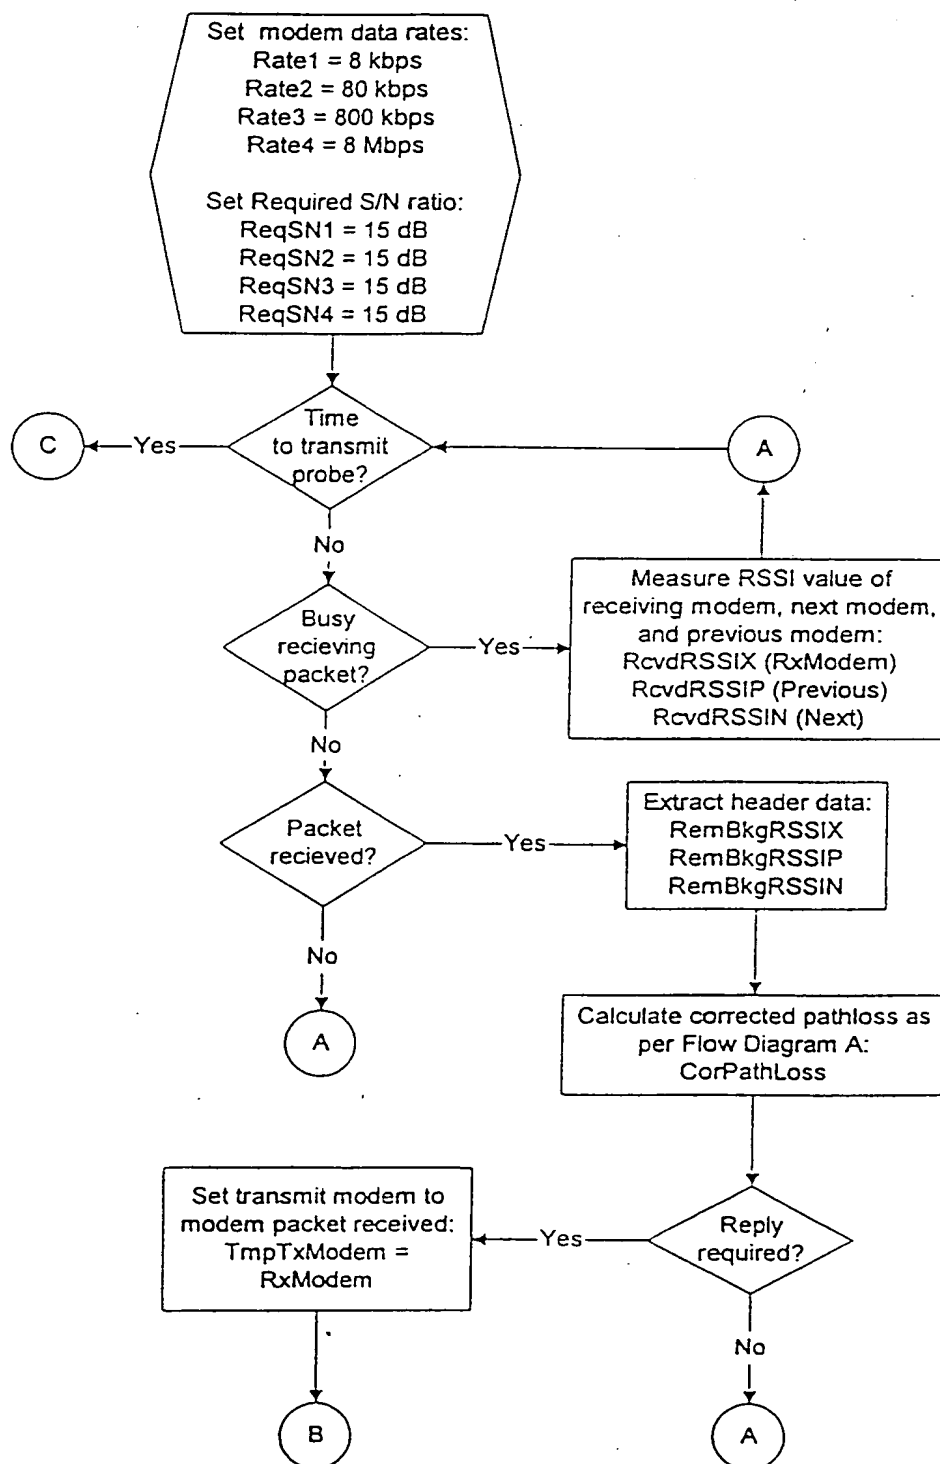 Set modem data rates:
Rate1 = 8 kbps
Rate2 = 80 kbps
Rate3 = 800 kbps
Rate4 = 8 Mbps
Set Required S/N ratio:
ReqSN1 = 15 dB
ReqSN2 = 15 dB
ReqSN3 = 15 dB
ReqSN4 = 15 dB
Time
to transmit
probe?
Yes
C
A
No
Busy
recieving
packet?
Yes
Measure RSSI value of
receiving modem, next modem,
and previous modem:
RcvdRSSIX (RxModem)
RcvdRSSIP (Previous)
RcvdRSSIN (Next)
No
Packet
recieved?
Yes
Extract header data:
RemBkgRSSIX
RemBkgRSSIP
RemBkgRSSIN
No
A
Calculate corrected pathloss as
per Flow Diagram A:
CorPathLoss
Reply
required?
Yes
Set transmit modem to
modem packet received:
TmpTxModem =
RxModem
No
B
A